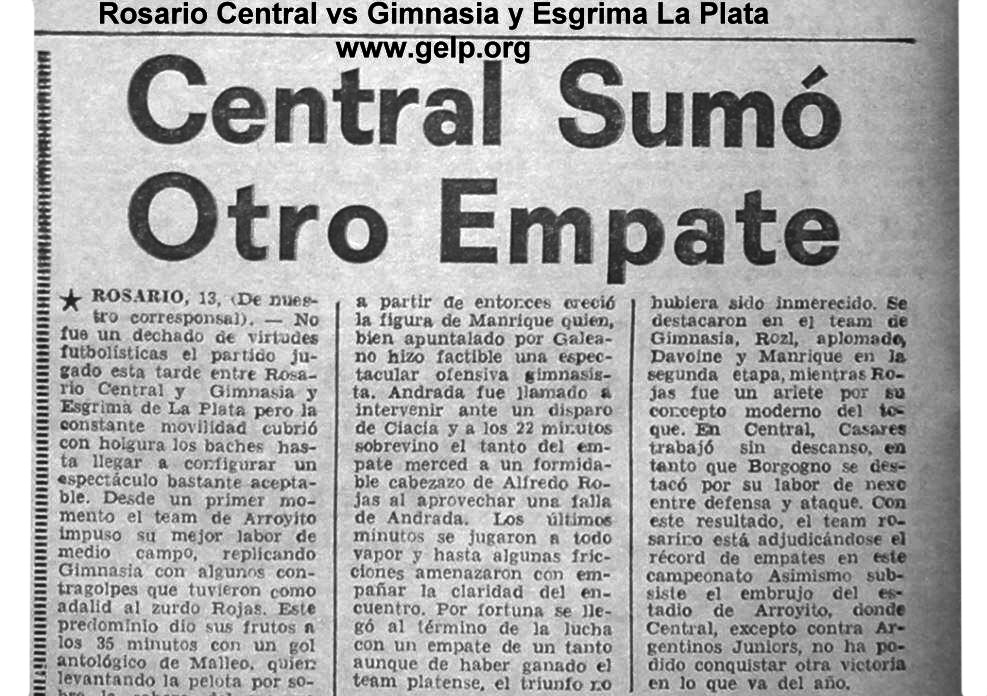 Rosario Central vs Gimnasia y Esgrima La Plata
www.gelp.org
Central Sumó
Otro Empate
★ ROSARIO, 13, (De nues-
tro corresponsal). — No
fue un dechado de virtudes
futbolísticas el partido ju-
gado esta tarde entre Rosa-
rio Central y Gimnasia y
Esgrima de La Plata pero la
constante movilidad cubrió
con holgura los baches has-
ta llegar a configurar un
espectáculo bastante acepta-
ble. Desde un primer mo-
mento el team de Arroyito
impuso su mejor labor de
medio campo, replicando
Gimnasia con algunos con-
tragolpes que tuvieron como
adalid al zurdo Rojas. Este
predominio dio sus frutos a
los 35 minutos con un gol
antológico de Malleo, quien
levantando la pelota por so-
a partir de entonces creció
la figura de Manrique quien,
bien apuntalado por Galea-
no hizo factible una espec-
tacular ofensiva gimnasis-
ta. Andrada fue llamado a
intervenir ante un disparo
de Ciacia y a los 22 minutos
sobrevino el tanto del em-
pate merced a un formida-
ble cabezazo de Alfredo Ro-
jas al aprovechar una falla
de Andrada. Los últimos
minutos se jugaron a todo
vapor y hasta algunas fric-
ciones amenazaron con em-
pañar la claridad del en-
cuentro. Por fortuna se lle-
gó al término de la lucha
con un empate de un tanto
aunque de haber ganado el
team platense, el triunfo no
hubiera sido inmerecido. Se
destacaron en el team de
Gimnasia, Rozl, aplomado,
Davoine y Manrique en la
segunda etapa, mientras Ro-
jas fue un ariete por su
concepto moderno del to-
que. En Central, Casares
trabajó sin descanso, en
tanto que Borgogno se des-
tacó por su labor de nexo
entre defensa y ataque. Con
este resultado, el team ro-
sarino está adjudicándose el
récord de empates en este
campeonato Asimismo sub-
siste el embrujo del es-
tadio de Arroyito, donde
Central, excepto contra Ar-
gentinos Juniors, no ha po-
dido conquistar otra victoria
en lo que va del año.